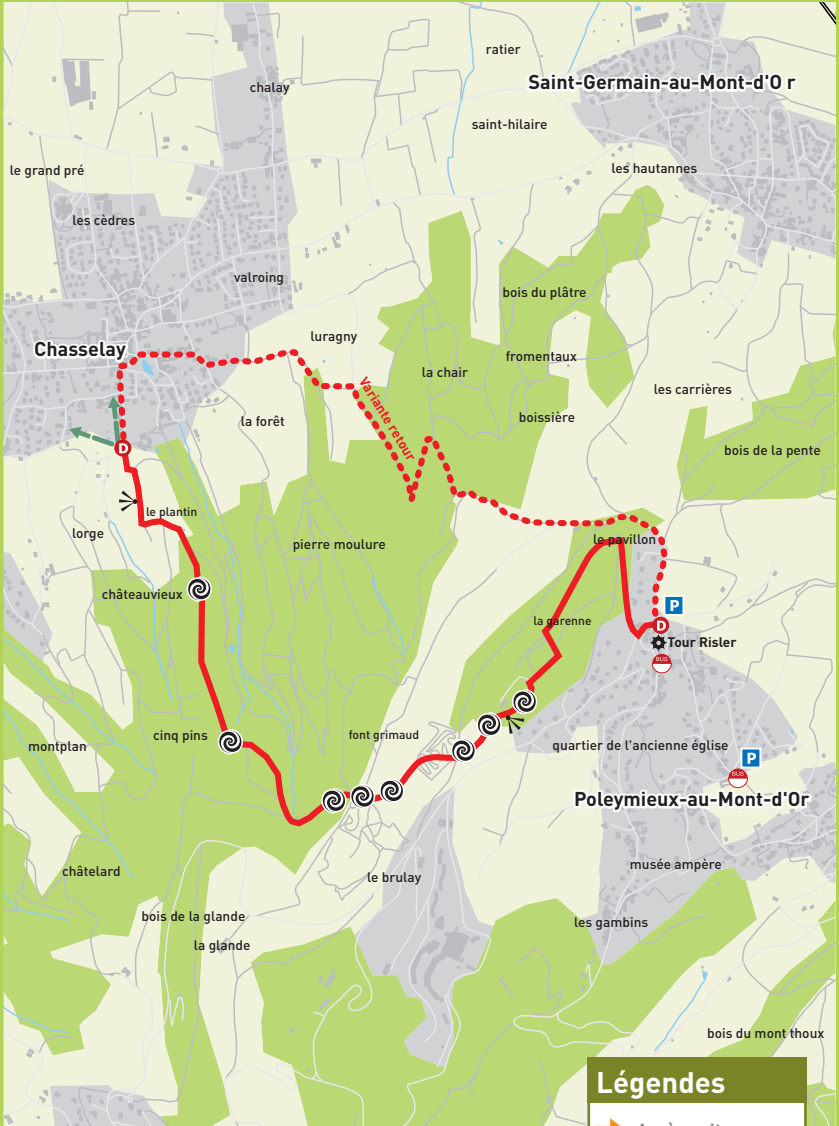 ratier
Saint-Germain-au-Mont-d'O r
chalay
saint-hilaire
le grand pré
les hautannes
les cèdres
valroing
bois du plâtre
luragny
Chasselay
fromentaux
la chair
les carrières
Variante retour
boissière
la forêt
bois de la pente
D
le plantin
lorge
le pavillon
pierre moulure
châteauvieux
P
la garenne
D
Tour Risler
BUS
cinq pins
font grimaud
montplan
quartier de l'ancienne église
P
BUS
Poleymieux-au-Mont-d'Or
musée ampère
châtelard
le brulay
bois de la glande
les gambins
la glande
bois du mont thoux
Légendes